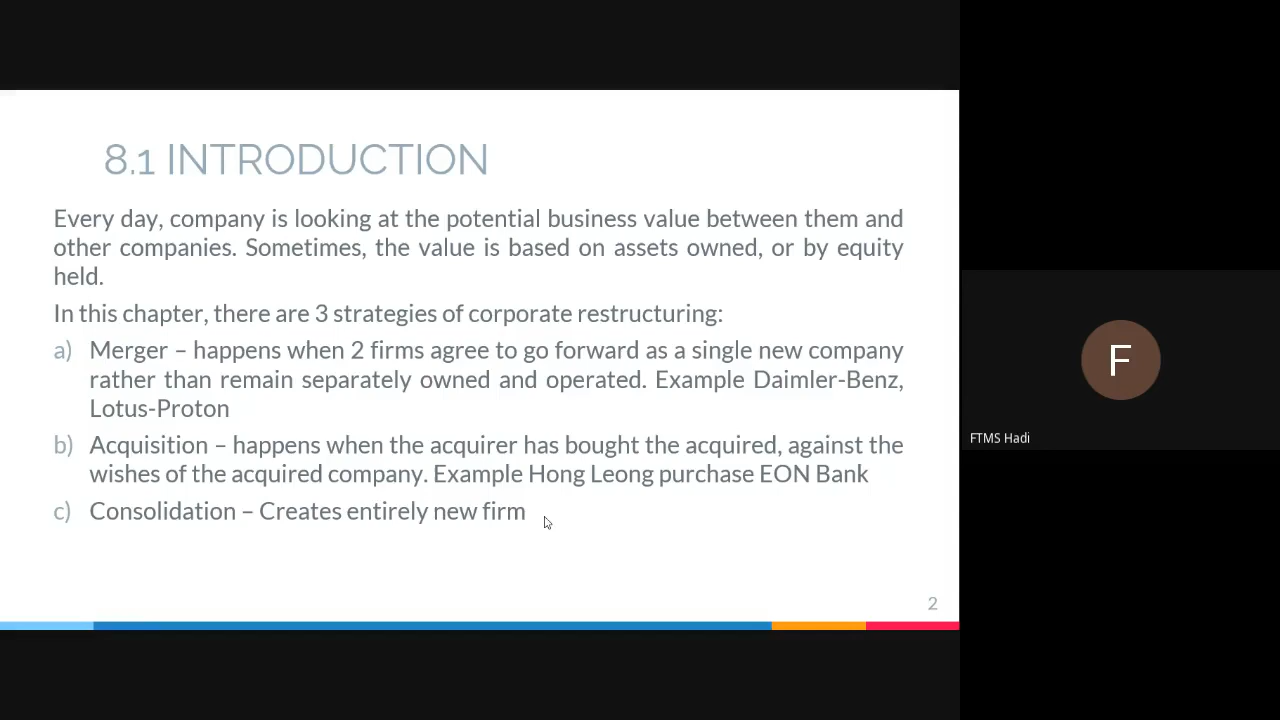 8.1 INTRODUCTION
Every day, company is looking at the potential business value between them and
other companies. Sometimes, the value is based on assets owned, or by equity
held.
In this chapter, there are 3 strategies of corporate restructuring:
a) Merger – happens when 2 firms agree to go forward as a single new company
rather than remain separately owned and operated. Example Daimler-Benz,
Lotus-Proton
b) Acquisition – happens when the acquirer has bought the acquired, against the
wishes of the acquired company. Example Hong Leong purchase EON Bank
c) Consolidation – Creates entirely new firm
2
F
FTMS Hadi